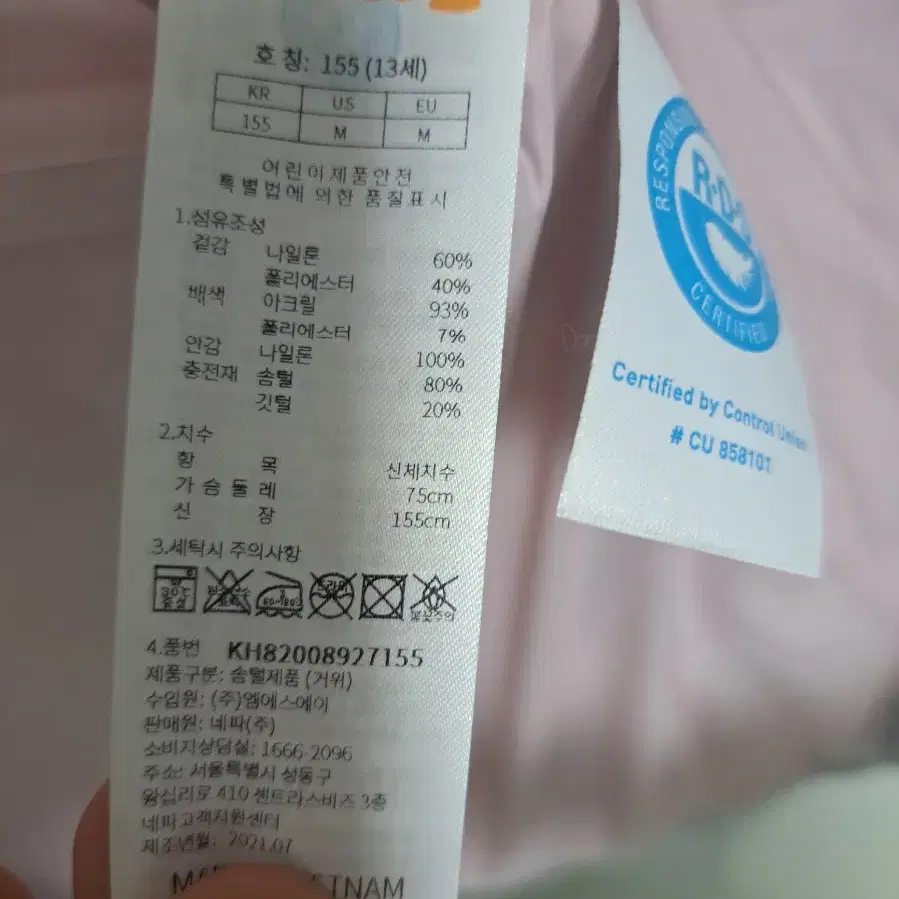 호 칭: 155 (13세)
KR US EU
155 M M
어린이제품안전
특별법에 의한 품질표시
1.섬유조성
겉감 나일론 60%
폴리에스터 40%
배색 아크릴 93%
폴리에스터 7%
안감 나일론 100%
충전재 솜털 80%
깃털 20%
2.치수
항 목 신체치수
가 슴 둘 레 75cm
신 장 155cm
3.세탁시 주의사항
4.품번 KH82008927155
제품구분: 솜털제품 (거위)
수입원: (주)엠에스에이
판매원: 네파(주)
소비자상담실: 1666-2096
주소: 서울특별시 성동구
왕십리로 410 센트라스비즈 3층
네파고객지원센터
제조년월: 2021.07
R·D·S
CERTIFIED
Certified by Control Union
# CU 858101